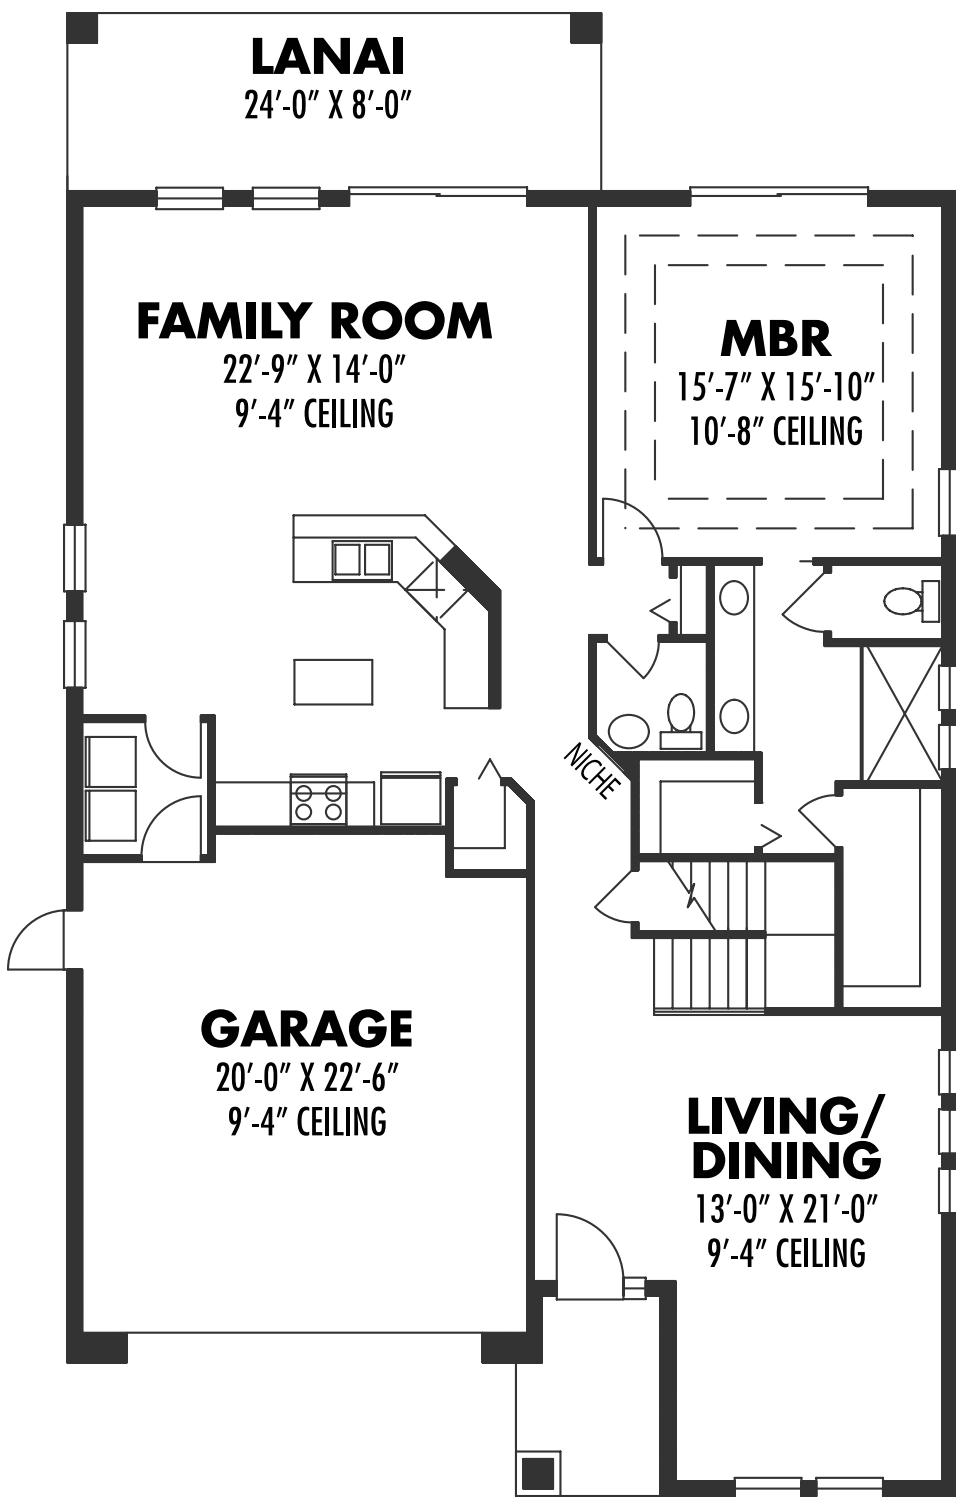 LANAI
24'-0" X 8'-0"
FAMILY ROOM
22'-9" X 14'-0"
9'-4" CEILING
MBR
15'-7" X 15'-10"
10'-8" CEILING
NICHE
GARAGE
20'-0" X 22'-6"
9'-4" CEILING
LIVING/
DINING
13'-0" X 21'-0"
9'-4" CEILING